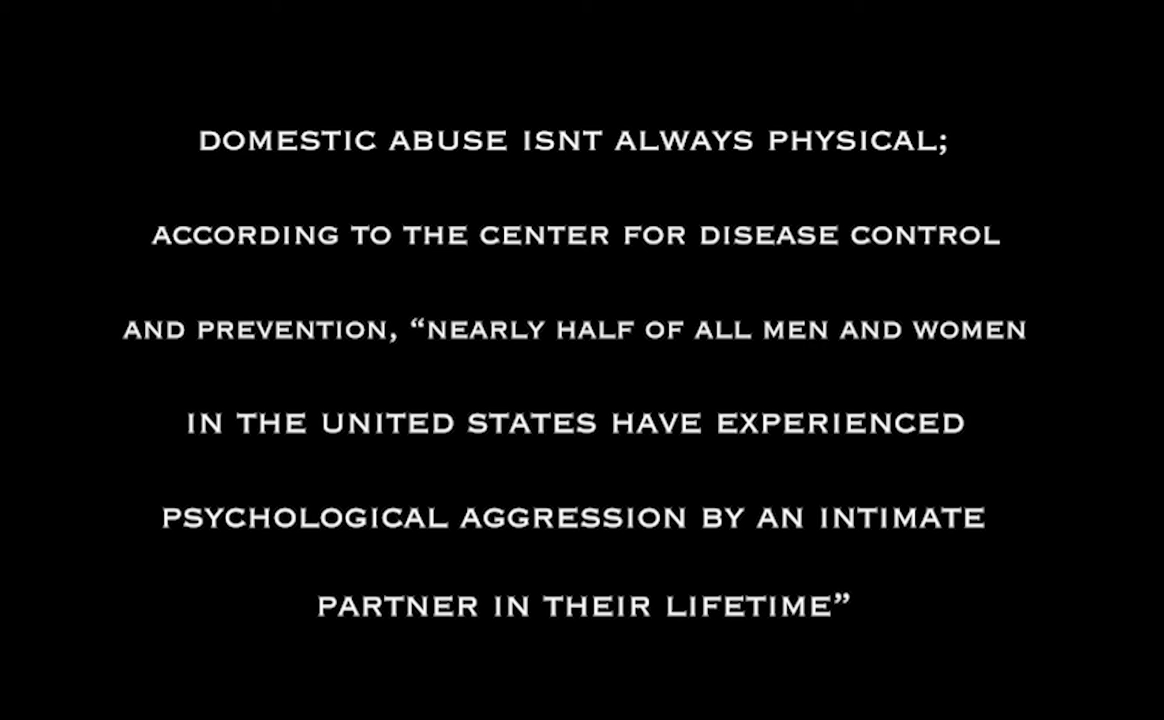 DOMESTIC ABUSE ISNT ALWAYS PHYSICAL;
ACCORDING TO THE CENTER FOR DISEASE CONTROL
AND PREVENTION, “NEARLY HALF OF ALL MEN AND WOMEN
IN THE UNITED STATES HAVE EXPERIENCED
PSYCHOLOGICAL AGGRESSION BY AN INTIMATE
PARTNER IN THEIR LIFETIME”